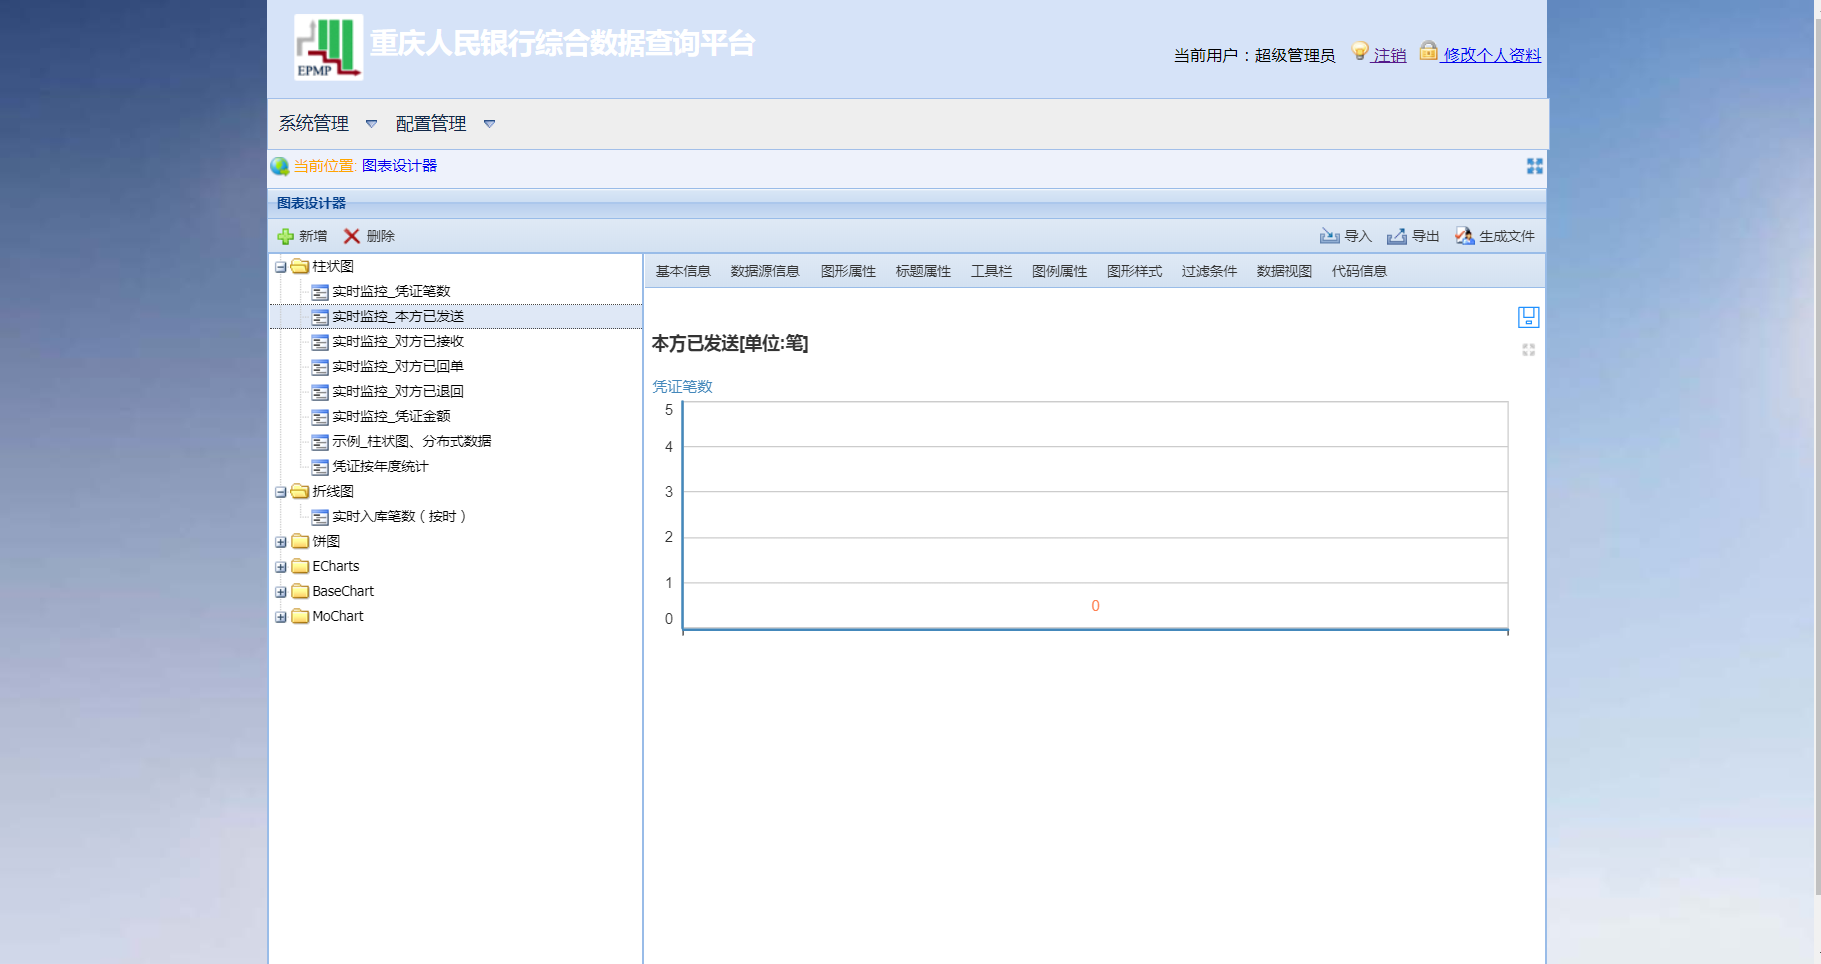 EPMP
重庆人民银行综合数据查询平台
当前用户：超级管理员 注销 修改个人资料
系统管理 配置管理
当前位置: 图表设计器
图表设计器
新增 删除 导入 导出 生成文件
柱状图
实时监控_凭证笔数
实时监控_本方已发送
实时监控_对方已接收
实时监控_对方已回单
实时监控_对方已退回
实时监控_凭证金额
示例_柱状图、分布式数据
凭证按年度统计
折线图
实时入库笔数（按时）
饼图
ECharts
BaseChart
MoChart
基本信息 数据源信息 图形属性 标题属性 工具栏 图例属性 图形样式 过滤条件 数据视图 代码信息
本方已发送[单位:笔]
凭证笔数
5
4
3
2
1
0
0